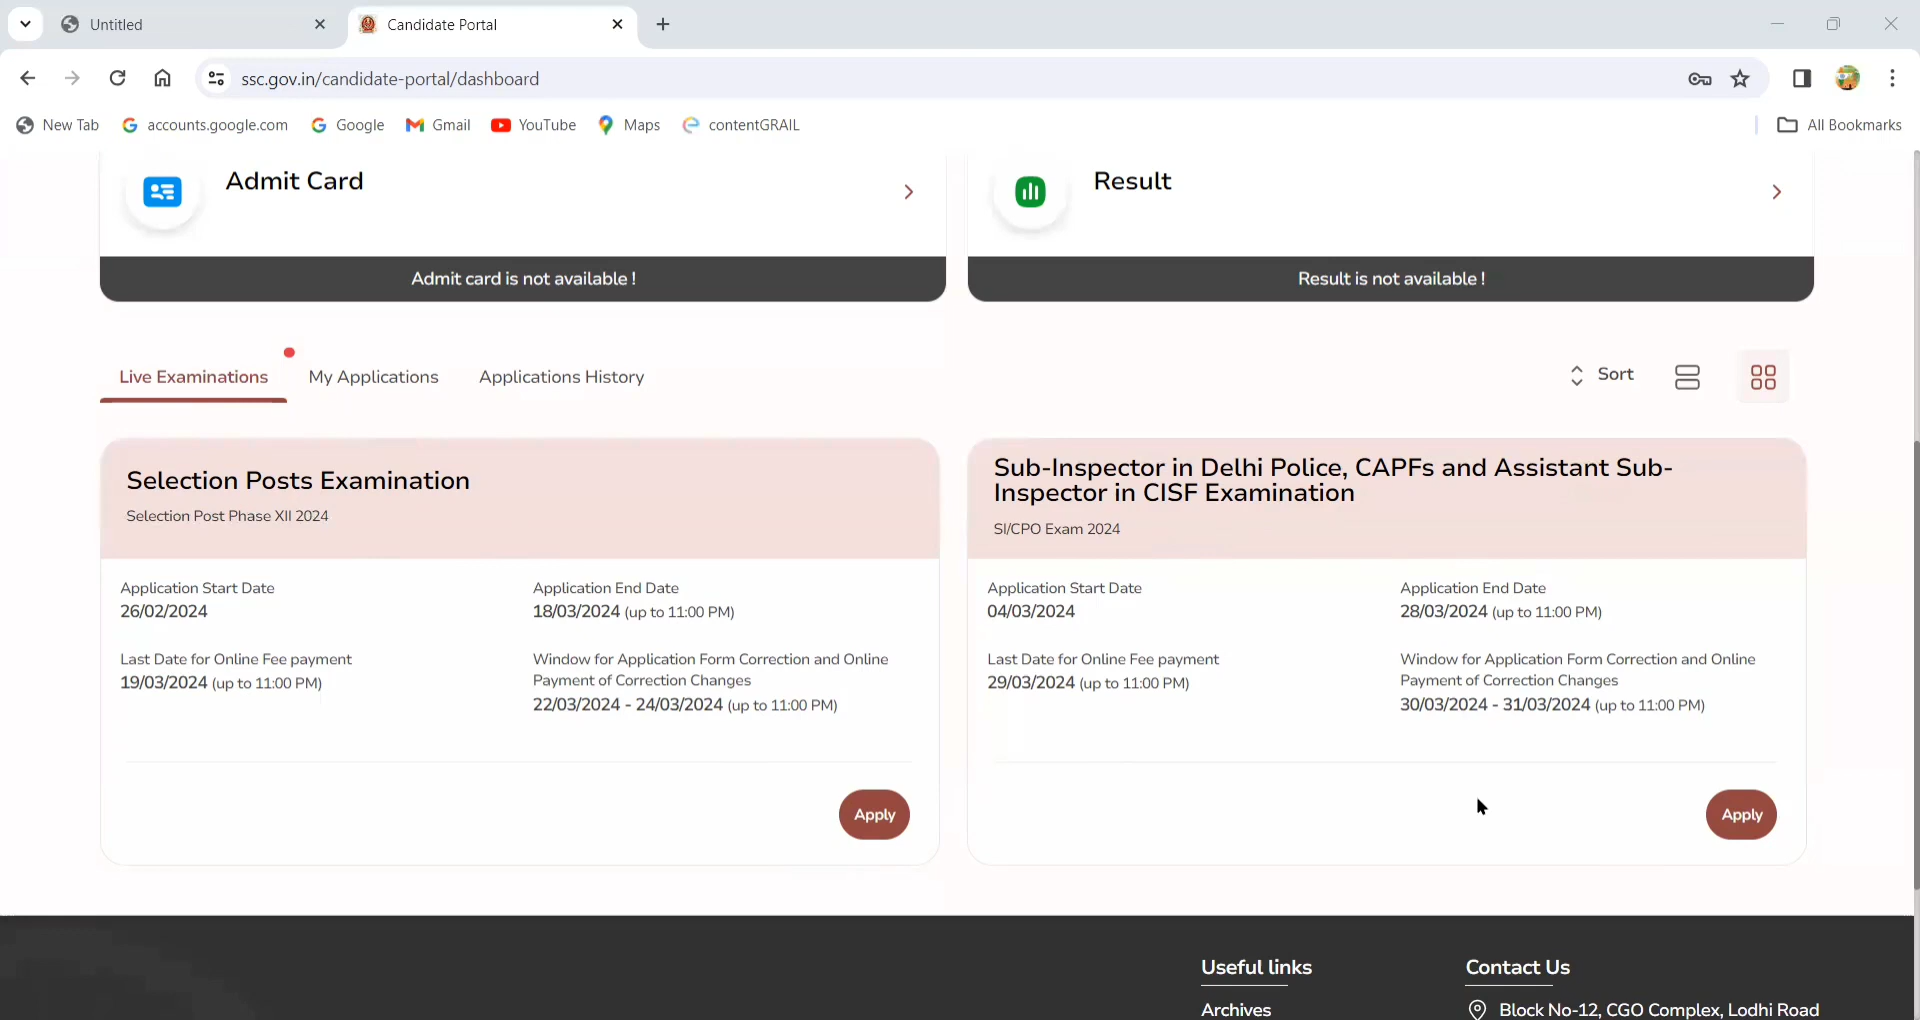 Untitled
Candidate Portal
ssc.gov.in/candidate-portal/dashboard
New Tab accounts.google.com Google Gmail YouTube Maps contentGRAIL All Bookmarks
Admit Card
Result
Admit card is not available !
Result is not available !
Live Examinations My Applications Applications History
Sort
Selection Posts Examination
Selection Post Phase XII 2024
Application Start Date
26/02/2024
Application End Date
18/03/2024 (up to 11:00 PM)
Last Date for Online Fee payment
19/03/2024 (up to 11:00 PM)
Window for Application Form Correction and Online
Payment of Correction Changes
22/03/2024 - 24/03/2024 (up to 11:00 PM)
Apply
Sub-Inspector in Delhi Police, CAPFs and Assistant Sub-
Inspector in CISF Examination
SI/CPO Exam 2024
Application Start Date
04/03/2024
Application End Date
28/03/2024 (up to 11:00 PM)
Last Date for Online Fee payment
29/03/2024 (up to 11:00 PM)
Window for Application Form Correction and Online
Payment of Correction Changes
30/03/2024 - 31/03/2024 (up to 11:00 PM)
Apply
Useful links
Archives
Contact Us
Block No-12, CGO Complex, Lodhi Road